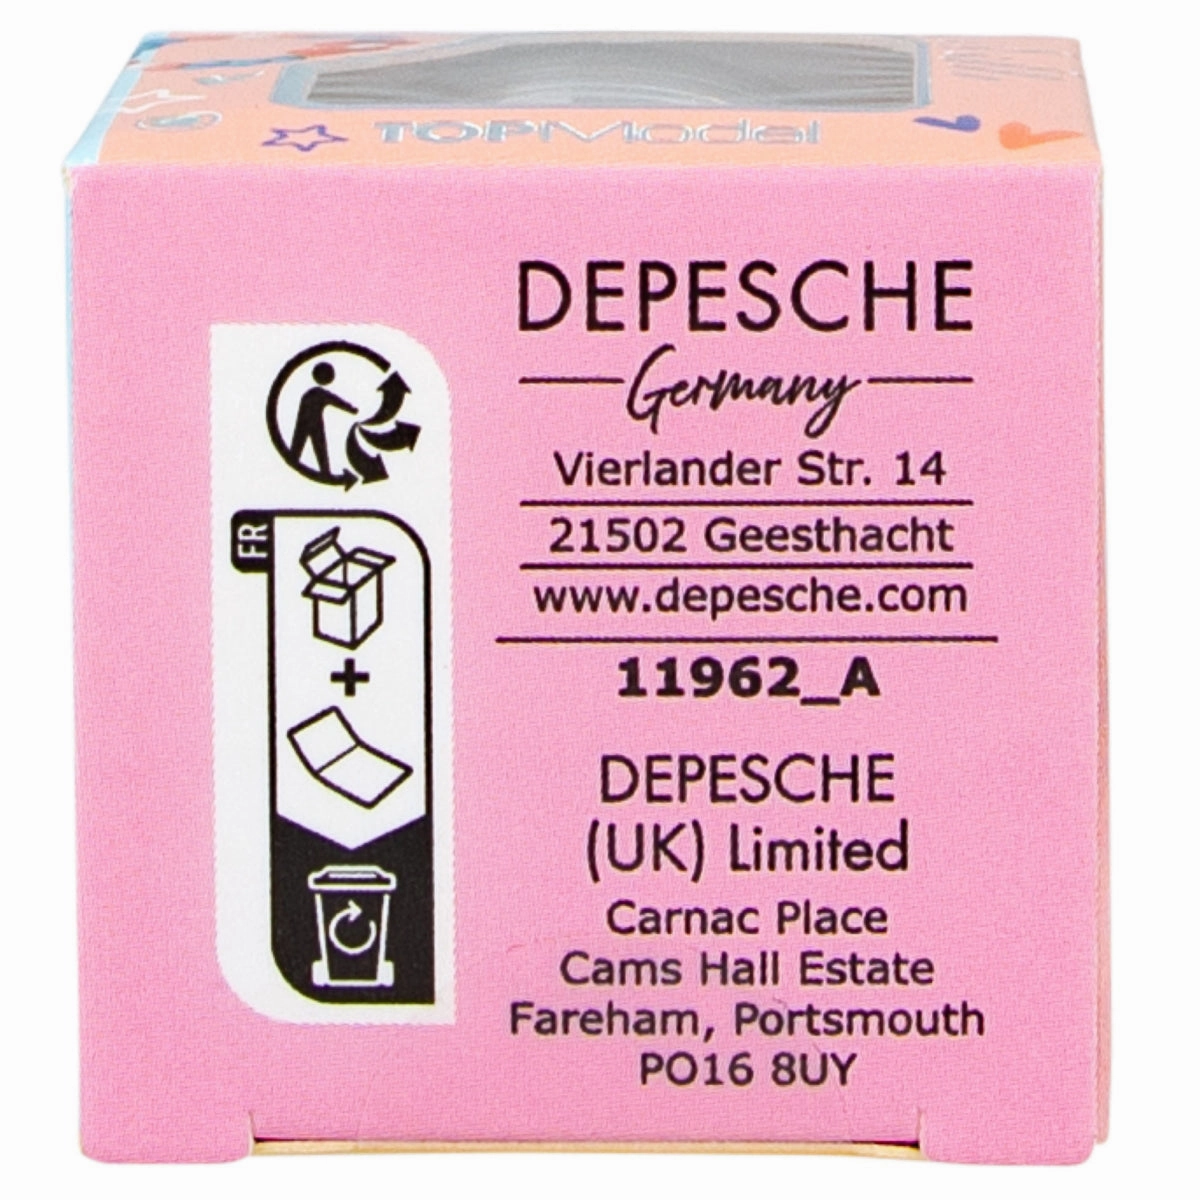 TOPModel
DEPESCHE
Germany
Vierlander Str. 14
21502 Geesthacht
www.depesche.com
11962_A
DEPESCHE
(UK) Limited
Carnac Place
Cams Hall Estate
Fareham, Portsmouth
PO16 8UY
FR
+